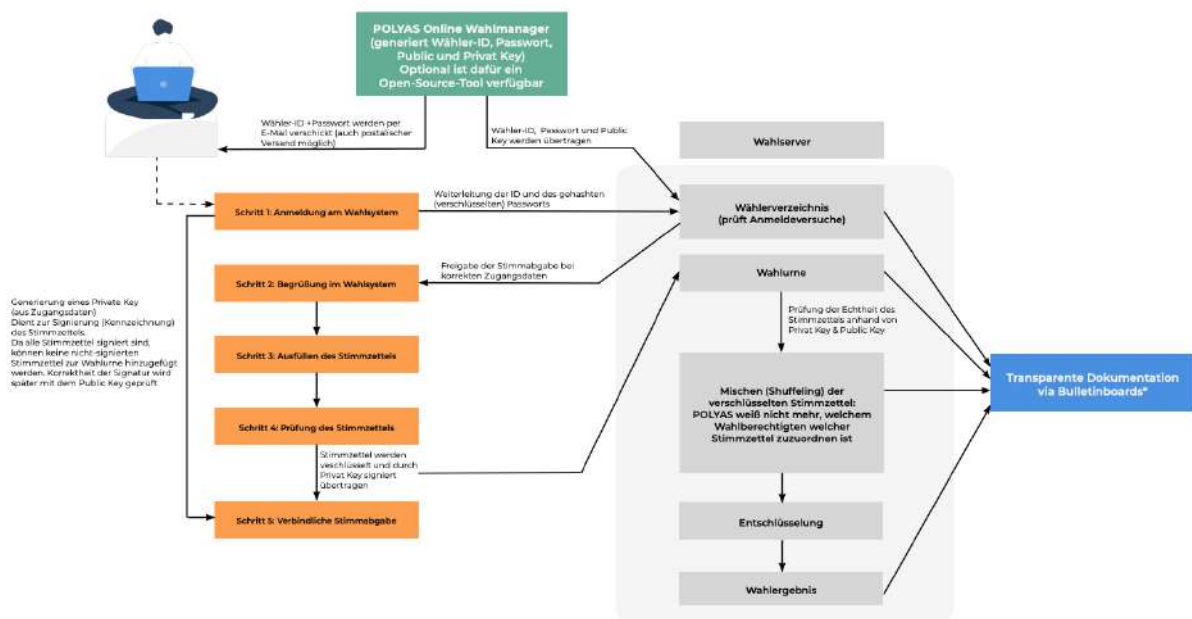 POLYAS Online Wahlmanager
(generiert Wähler-ID, Passwort,
Public und Privat Key)
Optional ist dafür ein
Open-Source-Tool verfügbar
Wähler-ID +Passwort werden per
E-Mail verschickt (auch postalischer
Versand möglich)
Wähler-ID, Passwort und Public
Key werden übertragen
Wahlserver
Schritt 1: Anmeldung am Wahlsystem
Weiterleitung der ID und des gehashten
(verschlüsselten) Passworts
Wählerverzeichnis
(prüft Anmeldeversuche)
Freigabe der Stimmabgabe bei
korrekten Zugangsdaten
Schritt 2: Begrüßung im Wahlsystem
Wahlurne
Generierung eines Private Key
(aus Zugangsdaten)
Dient zur Signierung (Kennzeichnung)
des Stimmzettels.
Da alle Stimmzettel signiert sind,
können keine nicht-signierten
Stimmzettel zur Wahlurne hinzugefügt
werden. Korrektheit der Signatur wird
später mit dem Public Key geprüft
Prüfung der Echtheit des
Stimmzettels anhand von
Privat Key & Public Key
Schritt 3: Ausfüllen des Stimmzettels
Mischen (Shuffeling) der
verschlüsselten Stimmzettel:
POLYAS weiß nicht mehr, welchem
Wahlberechtigten welcher
Stimmzettel zuzuordnen ist
Transparente Dokumentation
via Bulletinboards*
Schritt 4: Prüfung des Stimmzettels
Stimmzettel werden
veschlüsselt und durch
Privat Key signiert
übertragen
Schritt 5: Verbindliche Stimmabgabe
Entschlüsselung
Wahlergebnis